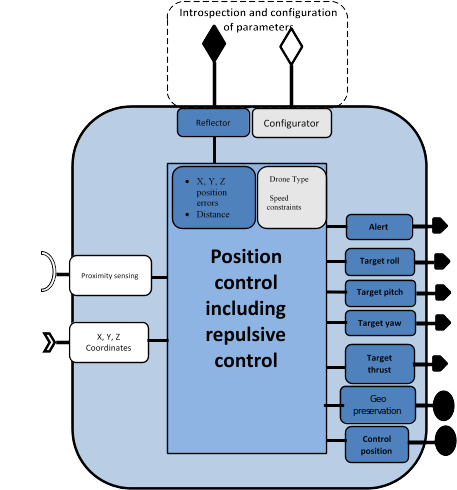 Introspection and configuration
of parameters
Reflector
Configurator
• X, Y, Z
position
errors
• Distance
Drone Type
Speed
constraints
Position
control
including
repulsive
control
Proximity sensing
X, Y, Z
Coordinates
Alert
Target roll
Target pitch
Target yaw
Target
thrust
Geo
preservation
Control
position